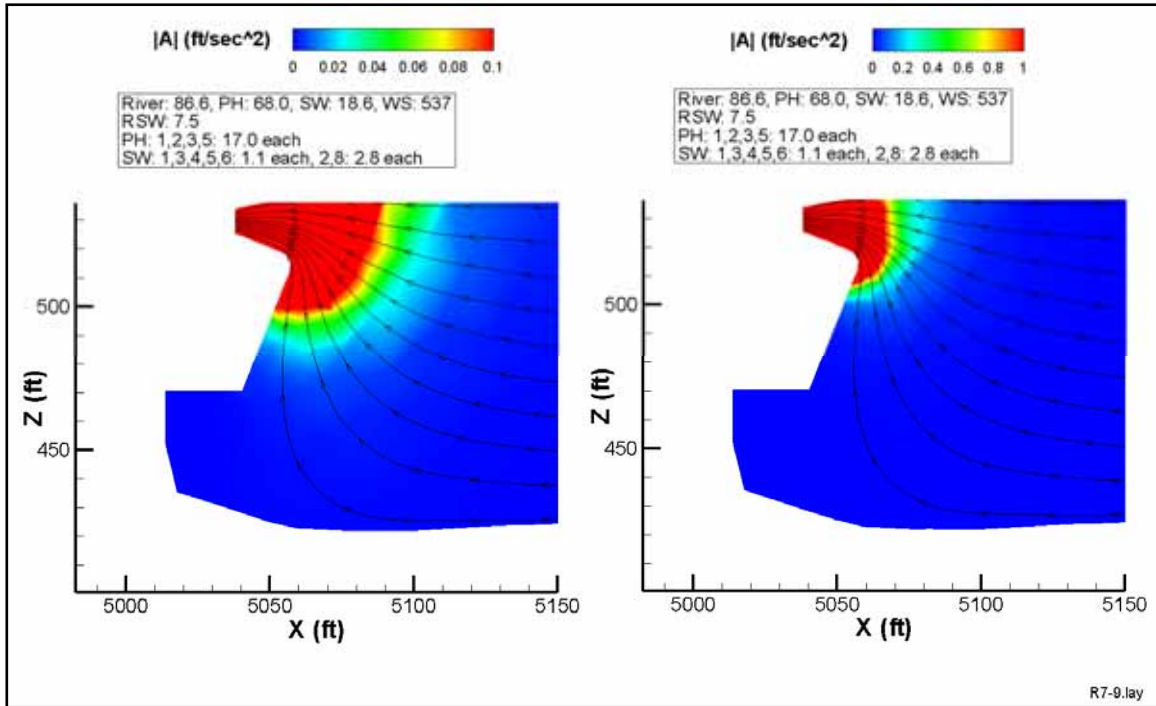 |A| (ft/sec^2)
0 0.02 0.04 0.06 0.08 0.1
River: 86.6, PH: 68.0, SW: 18.6, WS: 537
RSW: 7.5
PH: 1,2,3,5: 17.0 each
SW: 1,3,4,5,6: 1.1 each, 2,8: 2.8 each
500
450
Z (ft)
5000 5050 5100 5150
X (ft)
|A| (ft/sec^2)
0 0.2 0.4 0.6 0.8 1
River: 86.6, PH: 68.0, SW: 18.6, WS: 537
RSW: 7.5
PH: 1,2,3,5: 17.0 each
SW: 1,3,4,5,6: 1.1 each, 2,8: 2.8 each
500
450
Z (ft)
5000 5050 5100 5150
X (ft)
R7-9.lay